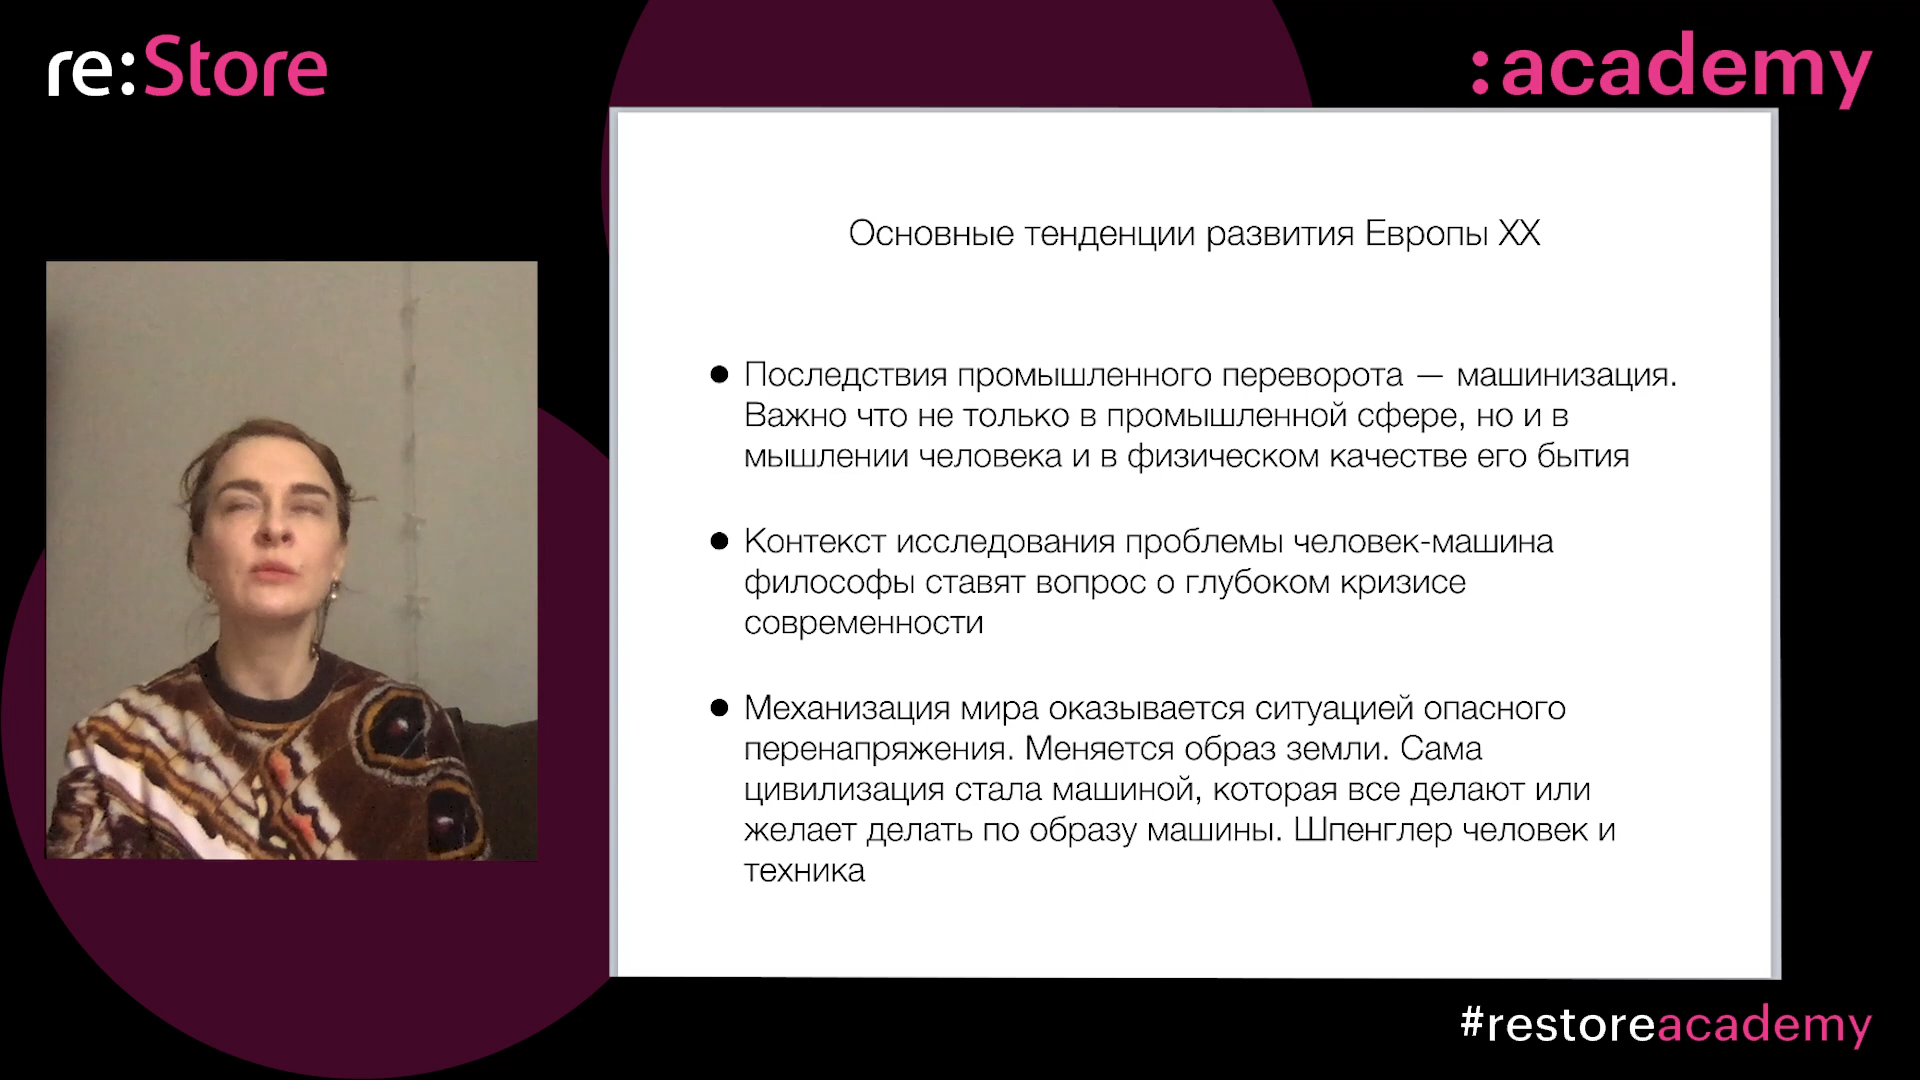 re:Store
:academy
Основные тенденции развития Европы XX
● Последствия промышленного переворота — машинизация.
Важно что не только в промышленной сфере, но и в
мышлении человека и в физическом качестве его бытия
● Контекст исследования проблемы человек-машина
философы ставят вопрос о глубоком кризисе
современности
● Механизация мира оказывается ситуацией опасного
перенапряжения. Меняется образ земли. Сама
цивилизация стала машиной, которая все делают или
желает делать по образу машины. Шпенглер человек и
техника
#restoreacademy